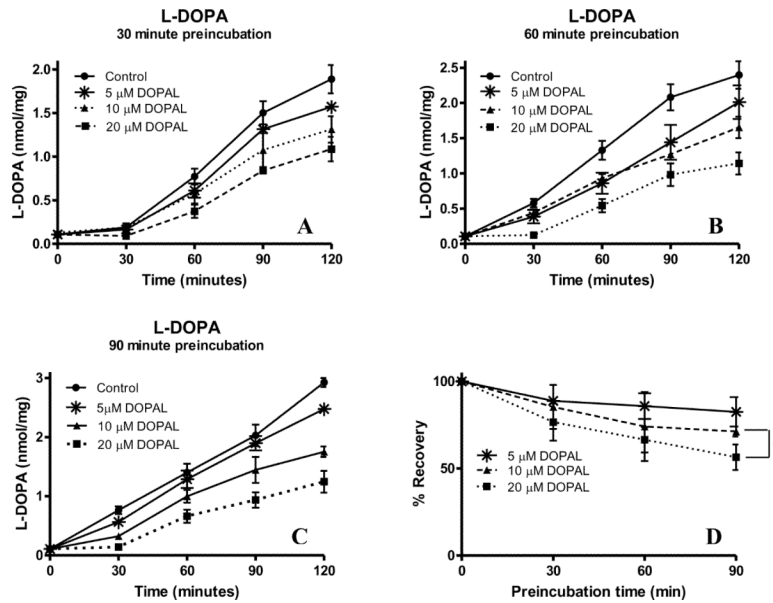 L-DOPA
30 minute preincubation
L-DOPA (nmol/mg)
2.0
1.5
1.0
0.5
0.0
Control
5 μM DOPAL
10 μM DOPAL
20 μM DOPAL
A
0 30 60 90 120
Time (minutes)
L-DOPA
60 minute preincubation
L-DOPA (nmol/mg)
2.5
2.0
1.5
1.0
0.5
0.0
Control
5 μM DOPAL
10 μM DOPAL
20 μM DOPAL
B
0 30 60 90 120
Time (minutes)
L-DOPA
90 minute preincubation
L-DOPA (nmol/mg)
3
2
1
0
Control
5μM DOPAL
10 μM DOPAL
20 μM DOPAL
C
0 30 60 90 120
Time (minutes)
% Recovery
100
50
0
5 μM DOPAL
10 μM DOPAL
20 μM DOPAL
D
0 30 60 90
Preincubation time (min)